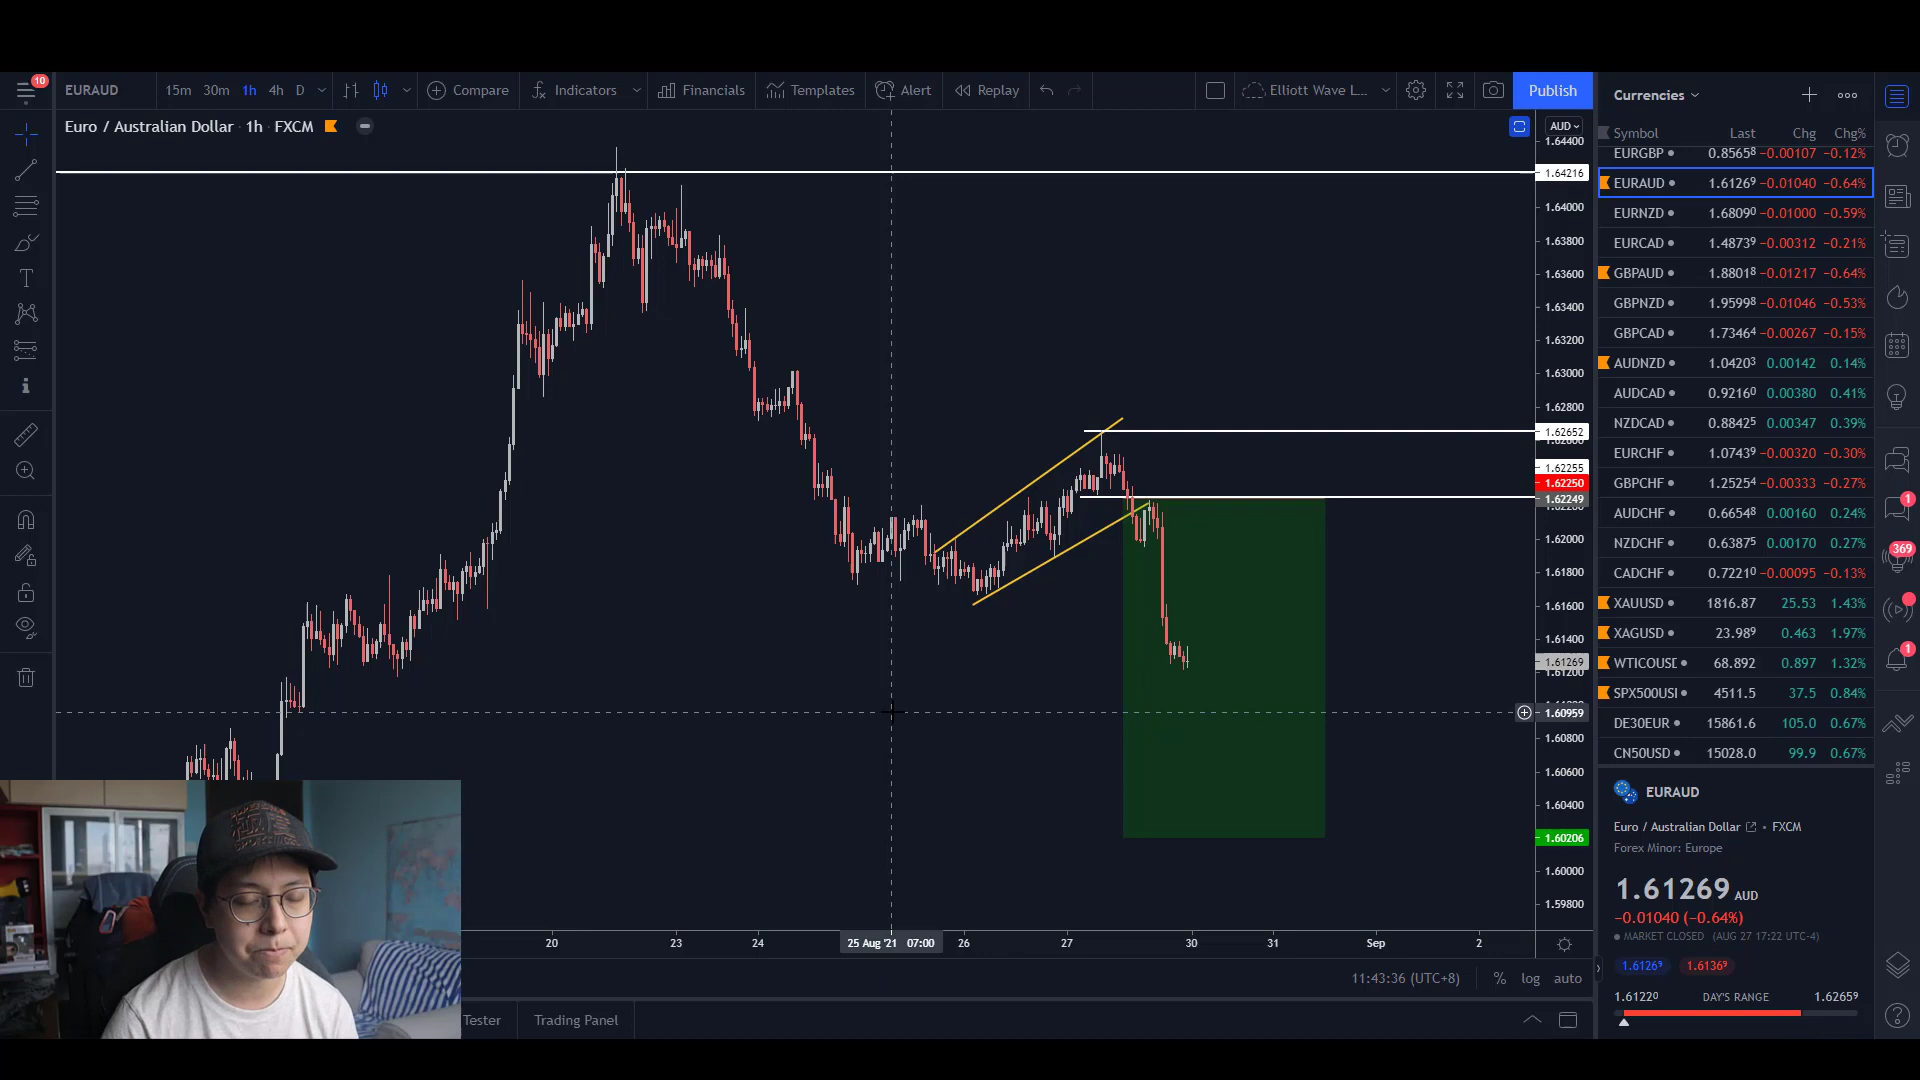 10
EURAUD 15m 30m 1h 4h D Compare Indicators Financials Templates Alert Replay Elliott Wave L... Publish
Euro / Australian Dollar · 1h · FXCM
AUD
1.64400
1.64216
1.64000
1.63800
1.63600
1.63400
1.63200
1.63000
1.62800
1.62652
1.62255
1.62250
1.62249
1.62000
1.61800
1.61600
1.61400
1.61269
1.61200
1.60959
1.60800
1.60600
1.60400
1.60206
1.60000
1.59800
20 23 24 25 Aug '21 07:00 26 27 30 31 Sep 2
11:43:36 (UTC+8) % log auto
Tester Trading Panel
Currencies
Symbol Last Chg Chg%
EURGBP 0.85658 −0.00107 −0.12%
EURAUD 1.61269 −0.01040 −0.64%
EURNZD 1.68090 −0.01000 −0.59%
EURCAD 1.48739 −0.00312 −0.21%
GBPAUD 1.88018 −0.01217 −0.64%
GBPNZD 1.95998 −0.01046 −0.53%
GBPCAD 1.73464 −0.00267 −0.15%
AUDNZD 1.04203 0.00142 0.14%
AUDCAD 0.92160 0.00380 0.41%
NZDCAD 0.88425 0.00347 0.39%
EURCHF 1.07439 −0.00320 −0.30%
GBPCHF 1.25254 −0.00333 −0.27%
AUDCHF 0.66548 0.00160 0.24%
NZDCHF 0.63875 0.00170 0.27%
CADCHF 0.72210 −0.00095 −0.13%
XAUUSD 1816.87 25.53 1.43%
XAGUSD 23.989 0.463 1.97%
WTICOUSD 68.892 0.897 1.32%
SPX500USD 4511.5 37.5 0.84%
DE30EUR 15861.6 105.0 0.67%
CN50USD 15028.0 99.9 0.67%
EURAUD
Euro / Australian Dollar • FXCM
Forex Minor: Europe
1.61269 AUD
−0.01040 (−0.64%)
MARKET CLOSED (AUG 27 17:22 UTC-4)
1.61269 1.61369
1.61220 DAY'S RANGE 1.62659
1
369
1